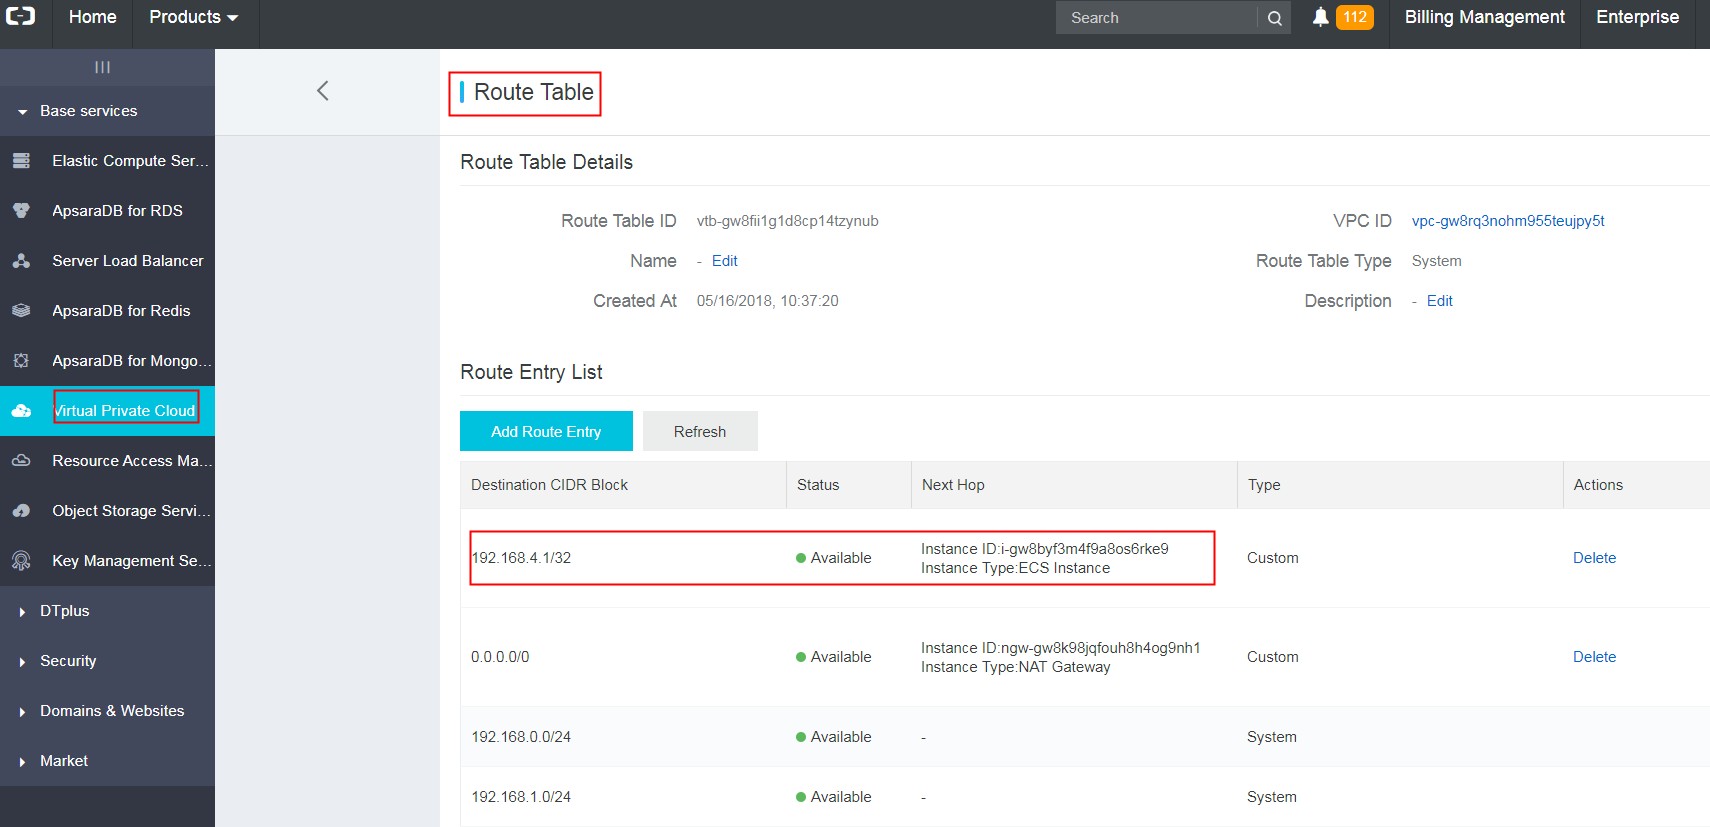 Home Products Search 112 Billing Management Enterprise
Base services
Elastic Compute Ser...
ApsaraDB for RDS
Server Load Balancer
ApsaraDB for Redis
ApsaraDB for Mongo...
Virtual Private Cloud
Resource Access Ma...
Object Storage Servi...
Key Management Se...
DTplus
Security
Domains & Websites
Market
Route Table
Route Table Details
Route Table ID vtb-gw8fii1g1d8cp14tzynub VPC ID vpc-gw8rq3nohm955teujpy5t
Name - Edit Route Table Type System
Created At 05/16/2018, 10:37:20 Description - Edit
Route Entry List
Add Route Entry Refresh
Destination CIDR Block Status Next Hop Type Actions
192.168.4.1/32 Available Instance ID:i-gw8byf3m4f9a8os6rke9 Custom Delete
Instance Type:ECS Instance
0.0.0.0/0 Available Instance ID:ngw-gw8k98jqfouh8h4og9nh1 Custom Delete
Instance Type:NAT Gateway
192.168.0.0/24 Available - System
192.168.1.0/24 Available - System